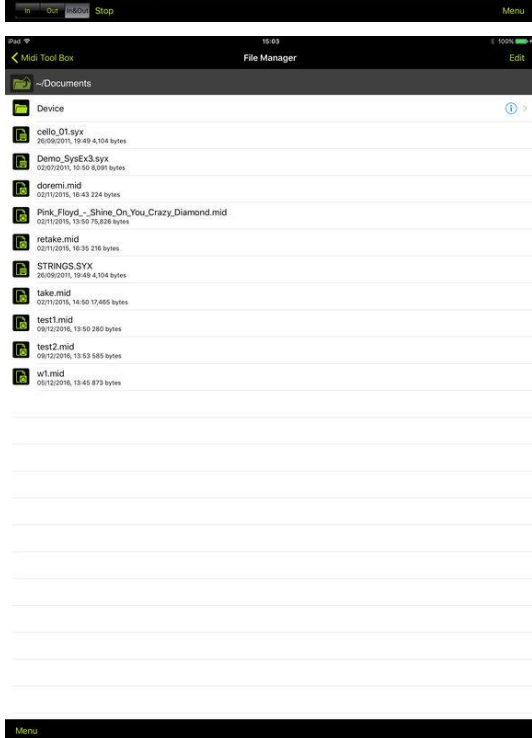 In Out In&Out Stop Menu
iPad 15:03 100%
Midi Tool Box File Manager Edit
~/Documents
Device
cello_01.syx
26/09/2011, 19:49 4,104 bytes
Demo_SysEx3.syx
02/07/2011, 10:50 8,091 bytes
doremi.mid
02/11/2015, 16:43 224 bytes
Pink_Floyd_-_Shine_On_You_Crazy_Diamond.mid
02/11/2015, 13:50 75,826 bytes
retake.mid
02/11/2015, 16:35 216 bytes
STRINGS.SYX
26/09/2011, 19:49 4,104 bytes
take.mid
02/11/2015, 14:50 17,465 bytes
test1.mid
09/12/2016, 13:50 280 bytes
test2.mid
09/12/2016, 13:53 585 bytes
w1.mid
05/12/2016, 13:45 873 bytes
Menu